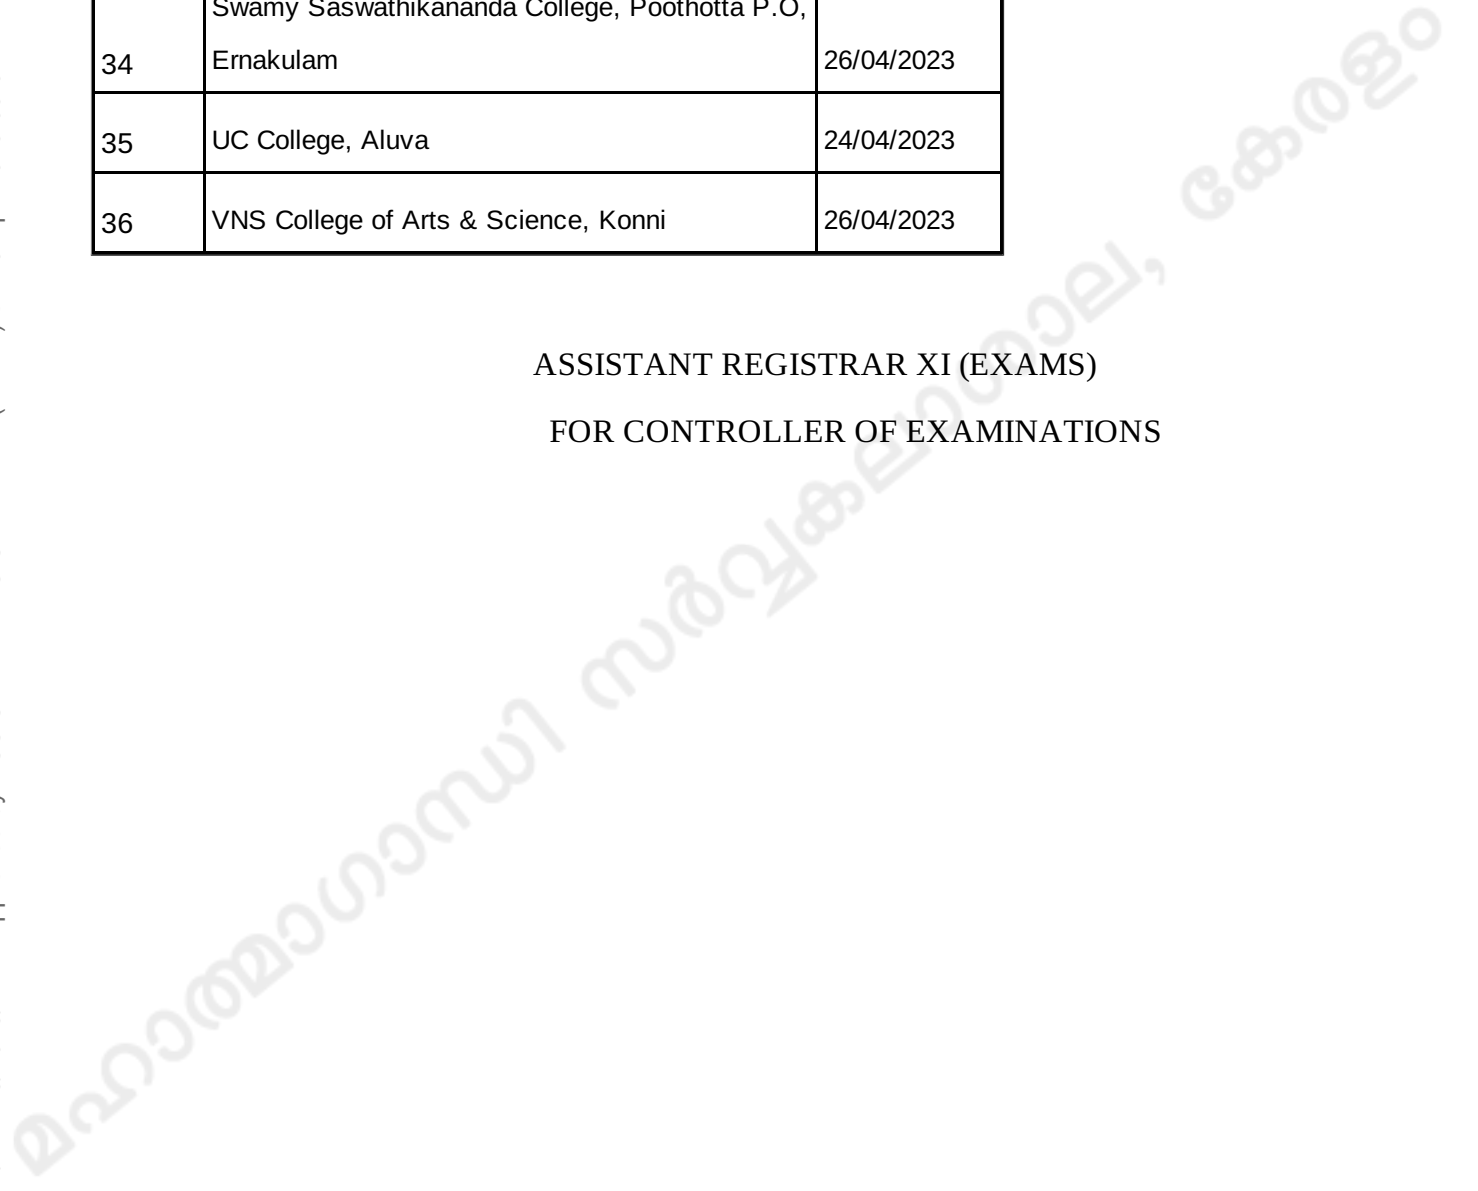 Swamy Saswathikananda College, Poothotta P.O,
34 Ernakulam 26/04/2023
35 UC College, Aluva 24/04/2023
36 VNS College of Arts & Science, Konni 26/04/2023
ASSISTANT REGISTRAR XI (EXAMS)
FOR CONTROLLER OF EXAMINATIONS
മഹാത്മാഗാന്ധി സർവ്വകലാശാല, കേരളം